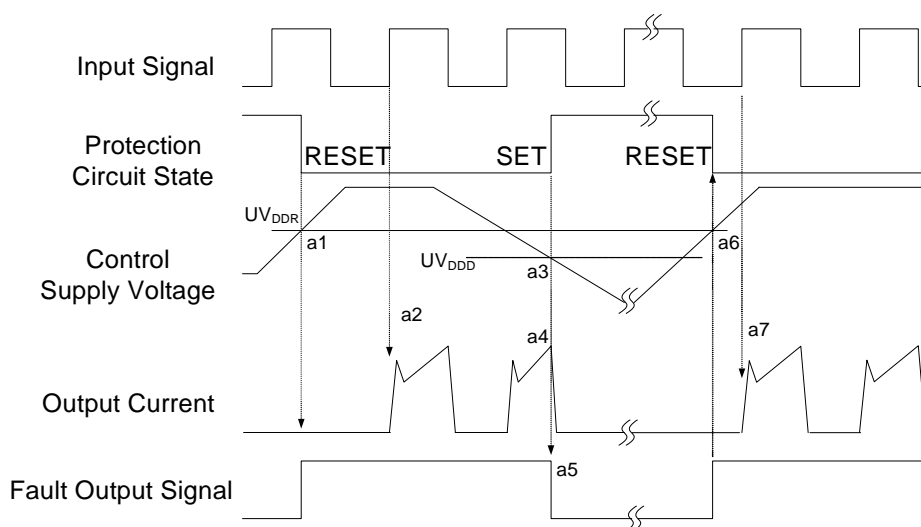 Input Signal
Protection
Circuit State
RESET
SET
RESET
UVDDR
a1
a6
Control
Supply Voltage
UVDDD
a3
a2
a4
a7
Output Current
a5
Fault Output Signal